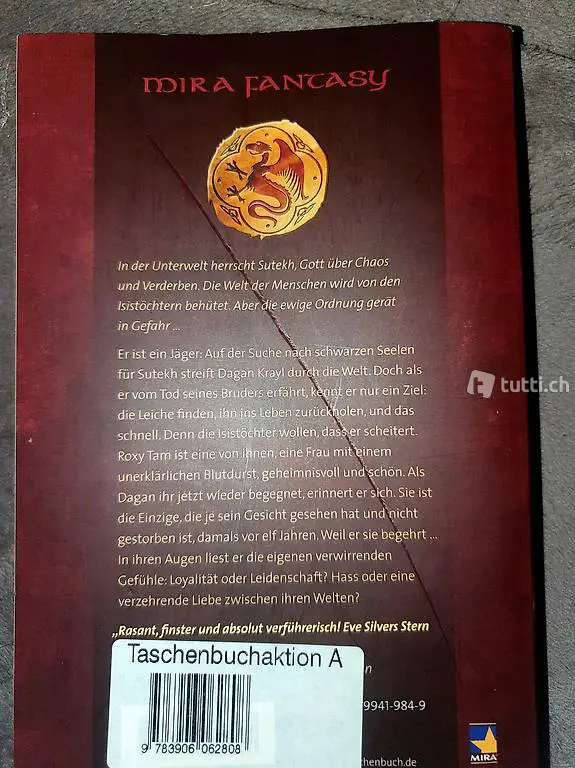 MIRA FANTASY
In der Unterwelt herrscht Sutekh, Gott über Chaos
und Verderben. Die Welt der Menschen wird von den
Isistöchtern behütet. Aber die ewige Ordnung gerät
in Gefahr ...
Er ist ein Jäger: Auf der Suche nach schwarzen Seelen
für Sutekh streift Dagan Krayl durch die Welt. Doch als
er vom Tod seines Bruders erfährt, kennt er nur ein Ziel:
die Leiche finden, ihn ins Leben zurückholen, und das
schnell. Denn die Isistöchter wollen, dass er scheitert.
Roxy Tam ist eine von ihnen, eine Frau mit einem
unerklärlichen Blutdurst, geheimnisvoll und schön. Als
Dagan ihr jetzt wieder begegnet, erinnert er sich. Sie ist
die Einzige, die je sein Gesicht gesehen hat und nicht
gestorben ist, damals vor elf Jahren. Weil er sie begehrt ...
In ihren Augen liest er die eigenen verwirrenden
Gefühle: Loyalität oder Leidenschaft? Hass oder eine
verzehrende Liebe zwischen ihren Welten?
„Rasant, finster und absolut verführerisch! Eve Silvers Stern
Taschenbuchaktion A
9 783906 062808
9941-984-9
henbuch.de
MIRA
tutti.ch